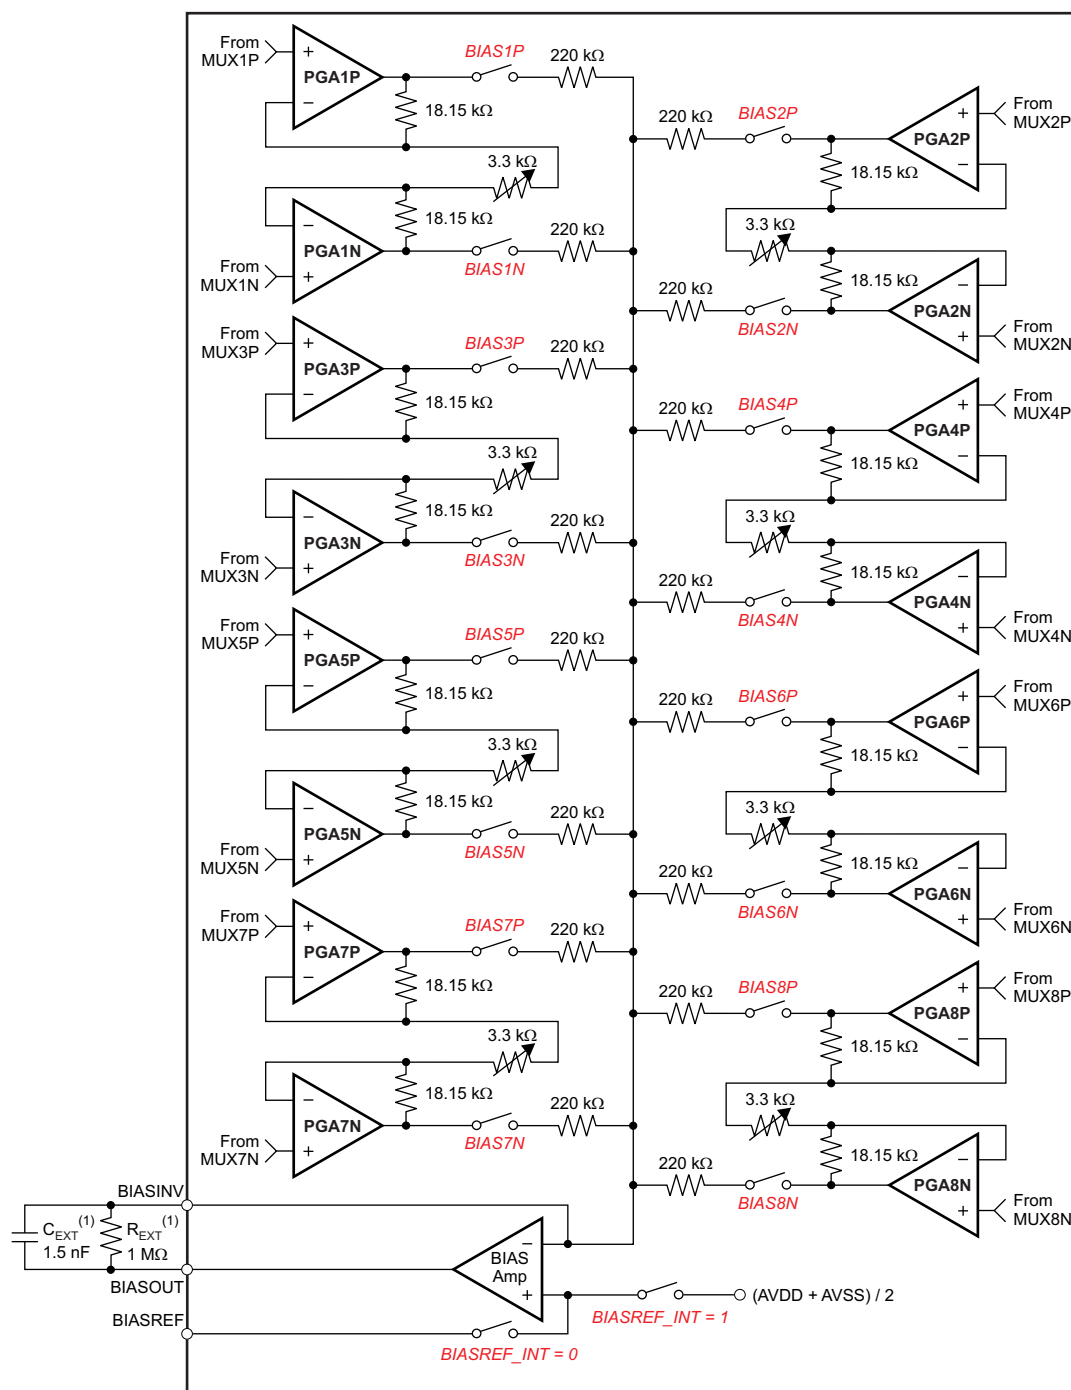 From
MUX1P
+
PGA1P
−
BIAS1P
220 kΩ
18.15 kΩ
3.3 kΩ
18.15 kΩ
−
PGA1N
+
From
MUX1N
BIAS1N
220 kΩ
From
MUX3P
+
PGA3P
−
BIAS3P
220 kΩ
18.15 kΩ
3.3 kΩ
18.15 kΩ
−
PGA3N
+
From
MUX3N
BIAS3N
220 kΩ
From
MUX5P
+
PGA5P
−
BIAS5P
220 kΩ
18.15 kΩ
3.3 kΩ
18.15 kΩ
−
PGA5N
+
From
MUX5N
BIAS5N
220 kΩ
From
MUX7P
+
PGA7P
−
BIAS7P
220 kΩ
18.15 kΩ
3.3 kΩ
18.15 kΩ
−
PGA7N
+
From
MUX7N
BIAS7N
220 kΩ
220 kΩ
BIAS2P
+
PGA2P
−
From
MUX2P
18.15 kΩ
3.3 kΩ
18.15 kΩ
220 kΩ
BIAS2N
−
PGA2N
+
From
MUX2N
220 kΩ
BIAS4P
+
PGA4P
−
From
MUX4P
18.15 kΩ
3.3 kΩ
18.15 kΩ
220 kΩ
BIAS4N
−
PGA4N
+
From
MUX4N
220 kΩ
BIAS6P
+
PGA6P
−
From
MUX6P
18.15 kΩ
3.3 kΩ
18.15 kΩ
220 kΩ
BIAS6N
−
PGA6N
+
From
MUX6N
220 kΩ
BIAS8P
+
PGA8P
−
From
MUX8P
18.15 kΩ
3.3 kΩ
18.15 kΩ
220 kΩ
BIAS8N
−
PGA8N
+
From
MUX8N
BIASINV
C_EXT (1)
1.5 nF
R_EXT (1)
1 MΩ
BIASOUT
BIASREF
−
BIAS
Amp
+
(AVDD + AVSS) / 2
BIASREF_INT = 1
BIASREF_INT = 0